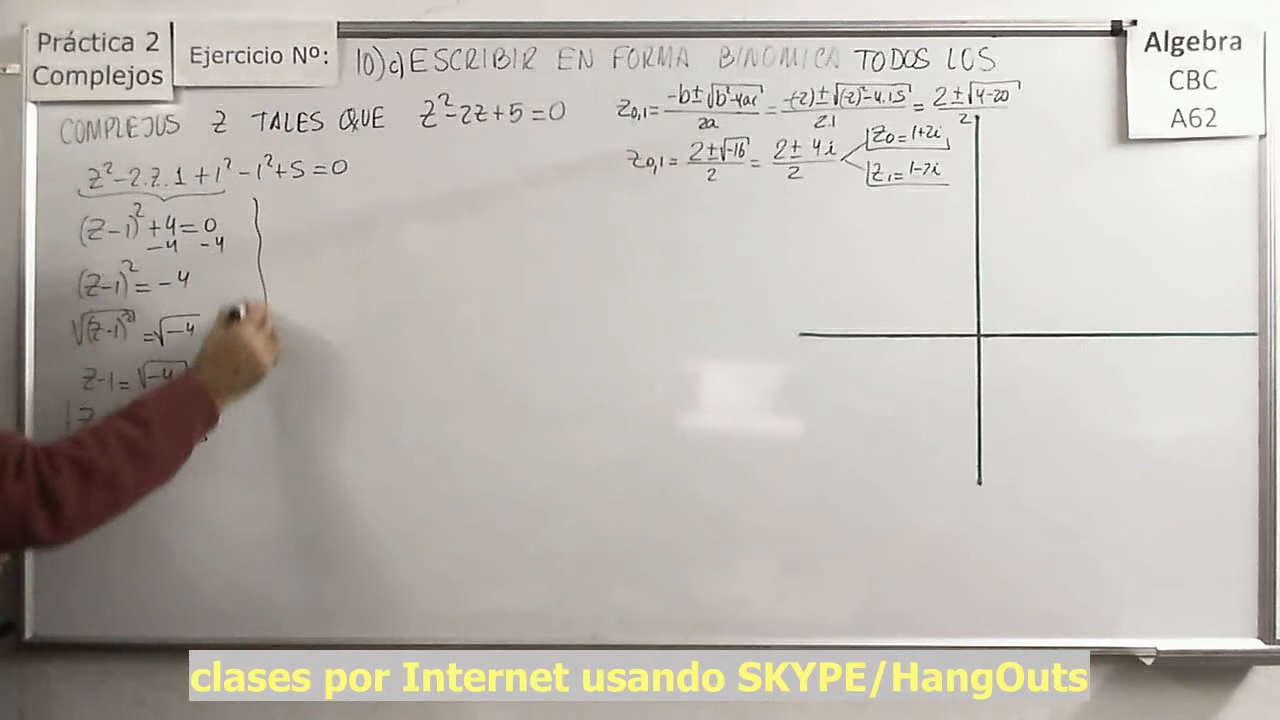 Práctica 2
Complejos
Ejercicio Nº:
10)c) ESCRIBIR EN FORMA BINOMICA TODOS LOS
Algebra
CBC
A62
COMPLEJOS Z TALES QUE Z²-2Z+5=0
Z₀,₁ = (-b±√(b²-4ac))/2a = (-(-2)±√((-2)²-4.1.5))/2.1 = (2±√(4-20))/2
Z₀,₁ = (2±√-16)/2 = (2±4i)/2
Z₀=1+2i
Z₁=1-2i
Z²-2.Z.1+1²-1²+5=0
(Z-1)²+4=0
-4 -4
(Z-1)²=-4
√(Z-1)²=√-4
Z-1=√-4
Z
clases por Internet usando SKYPE/HangOuts